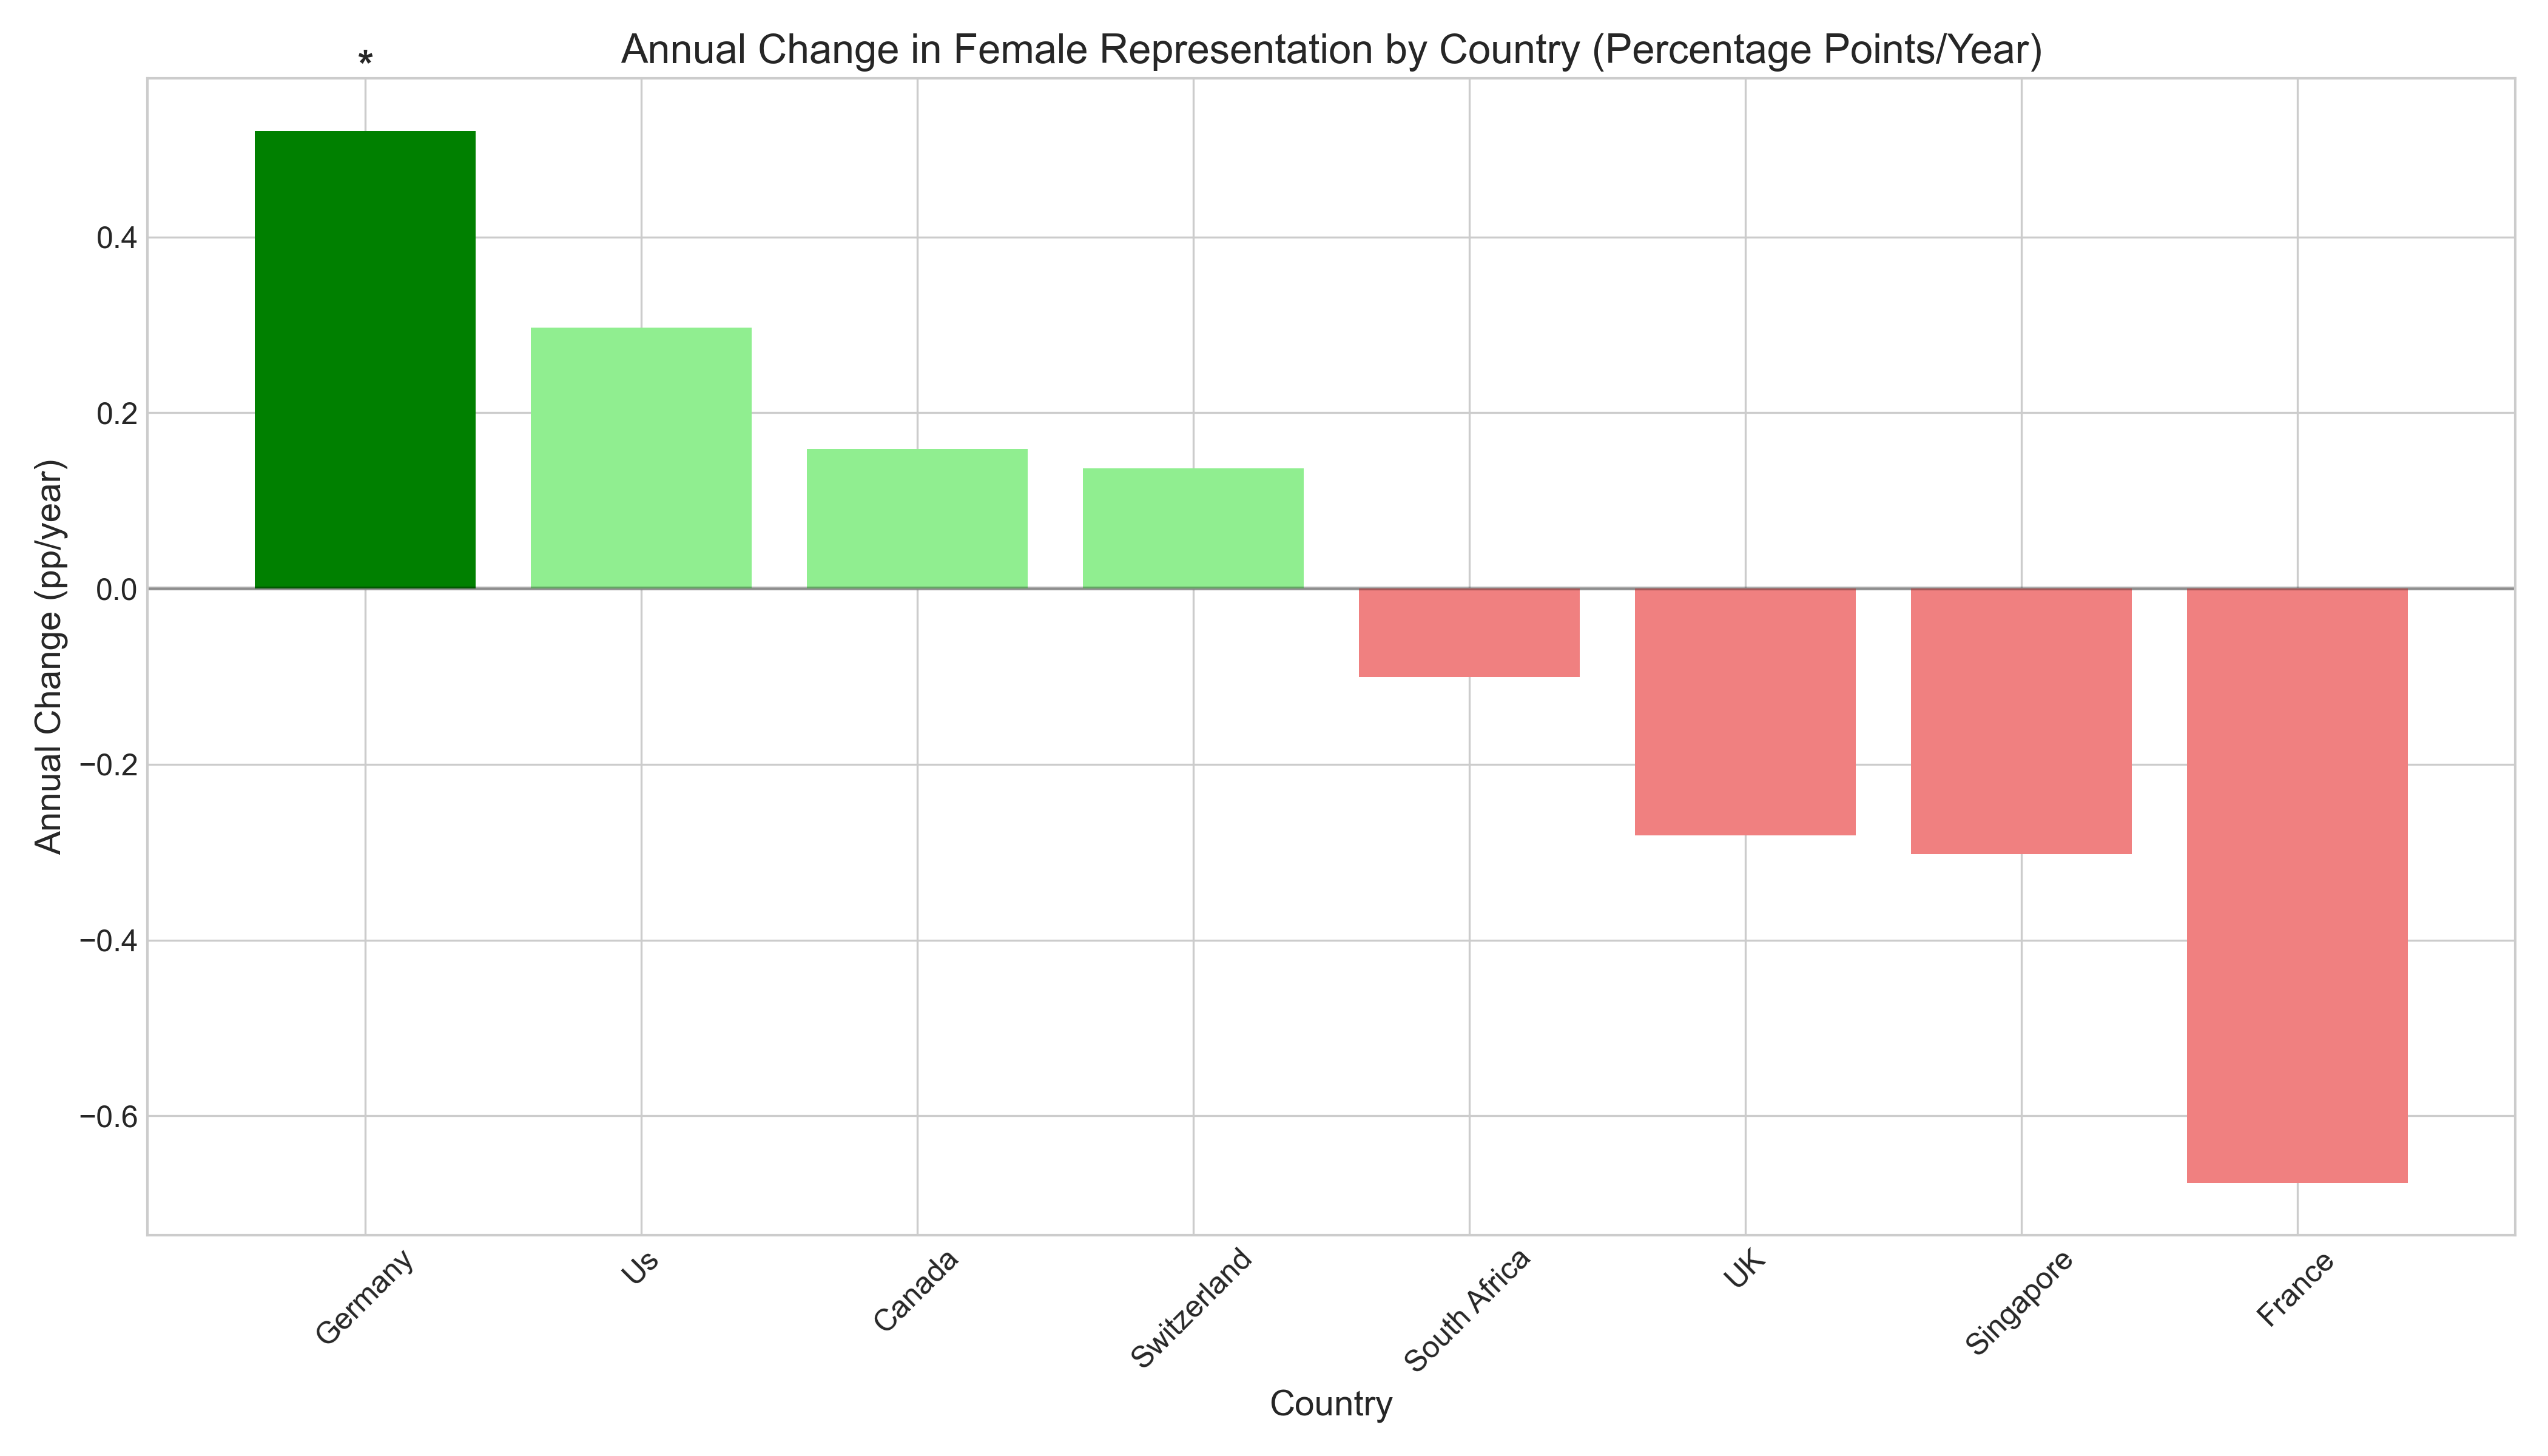 *
Annual Change in Female Representation by Country (Percentage Points/Year)
Annual Change (pp/year)
0.4
0.2
0.0
−0.2
−0.4
−0.6
Germany
Us
Canada
Switzerland
South Africa
UK
Singapore
France
Country